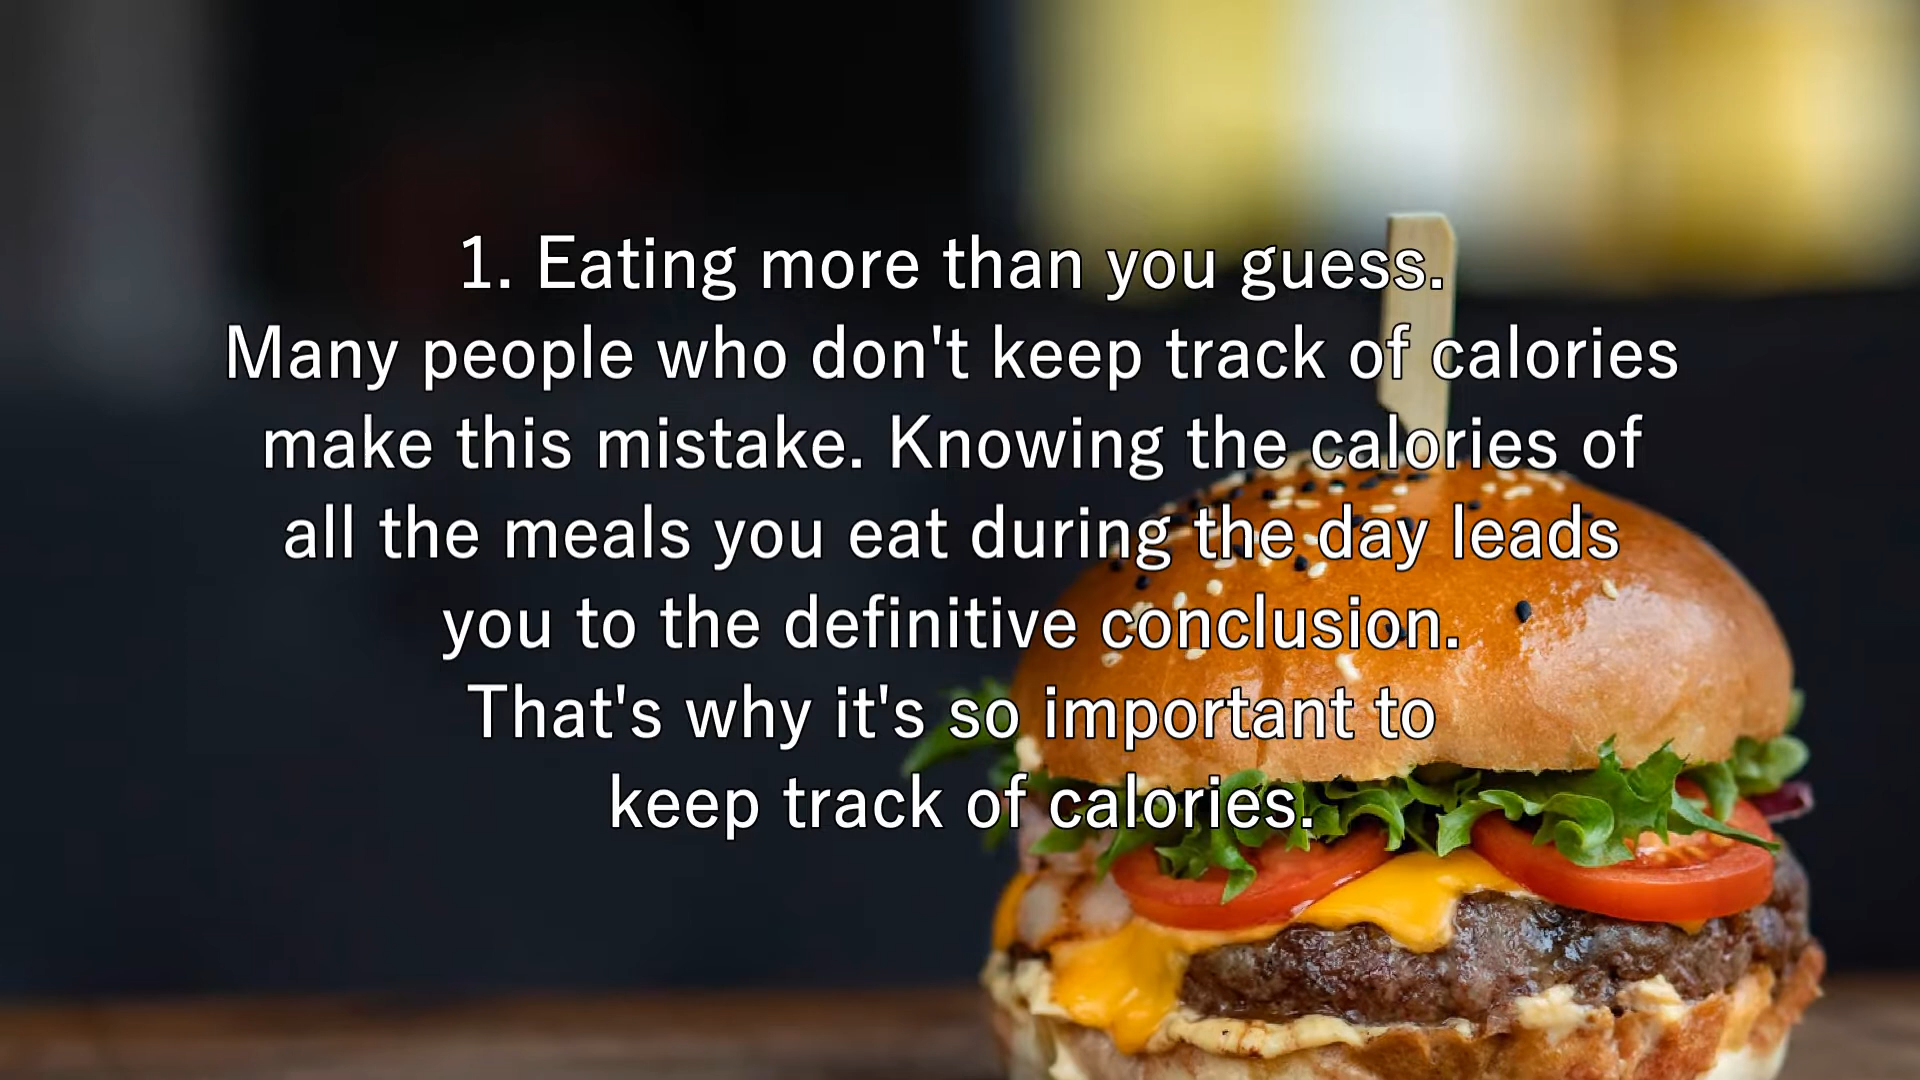 1. Eating more than you guess.
Many people who don't keep track of calories
make this mistake. Knowing the calories of
all the meals you eat during the day leads
you to the definitive conclusion.
That's why it's so important to
keep track of calories.